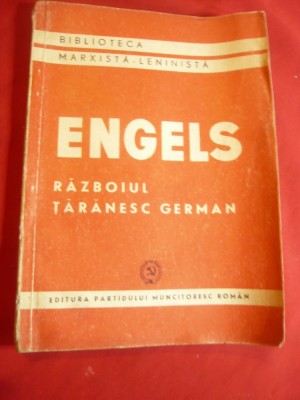 BIBLIOTECA
MARXISTĂ-LENINISTĂ
ENGELS
RĂZBOIUL
ȚĂRĂNESC GERMAN
EDITURA PARTIDULUI MUNCITORESC ROMÂN